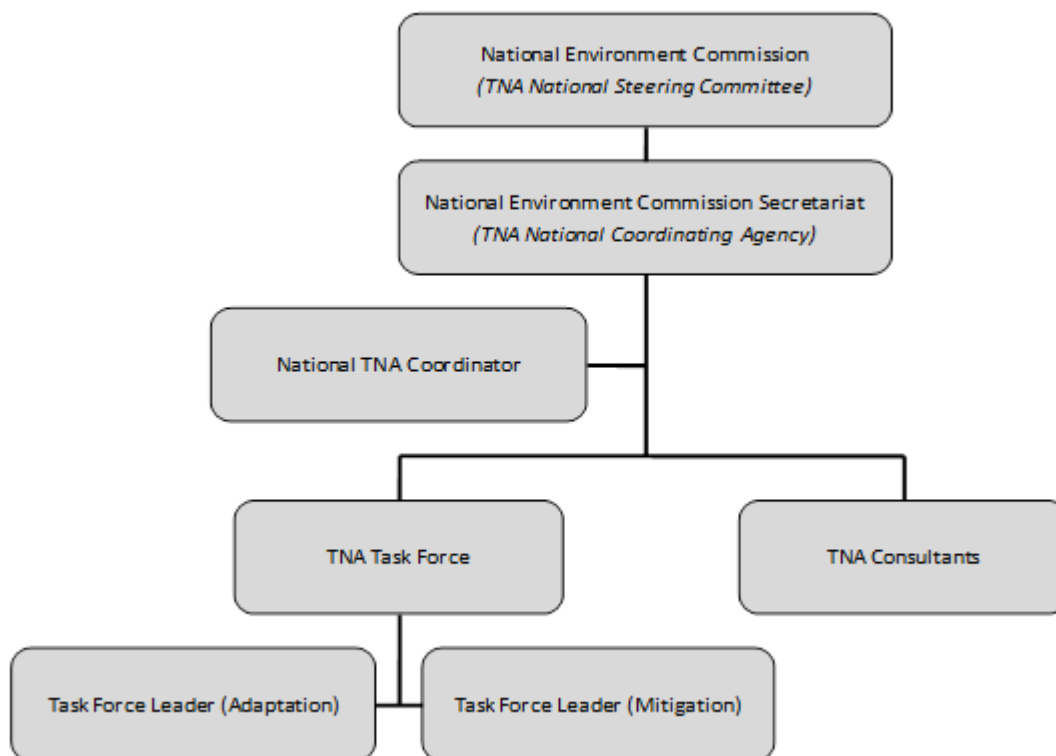 National Environment Commission
(TNA National Steering Committee)
National Environment Commission Secretariat
(TNA National Coordinating Agency)
National TNA Coordinator
TNA Task Force
TNA Consultants
Task Force Leader (Adaptation)
Task Force Leader (Mitigation)